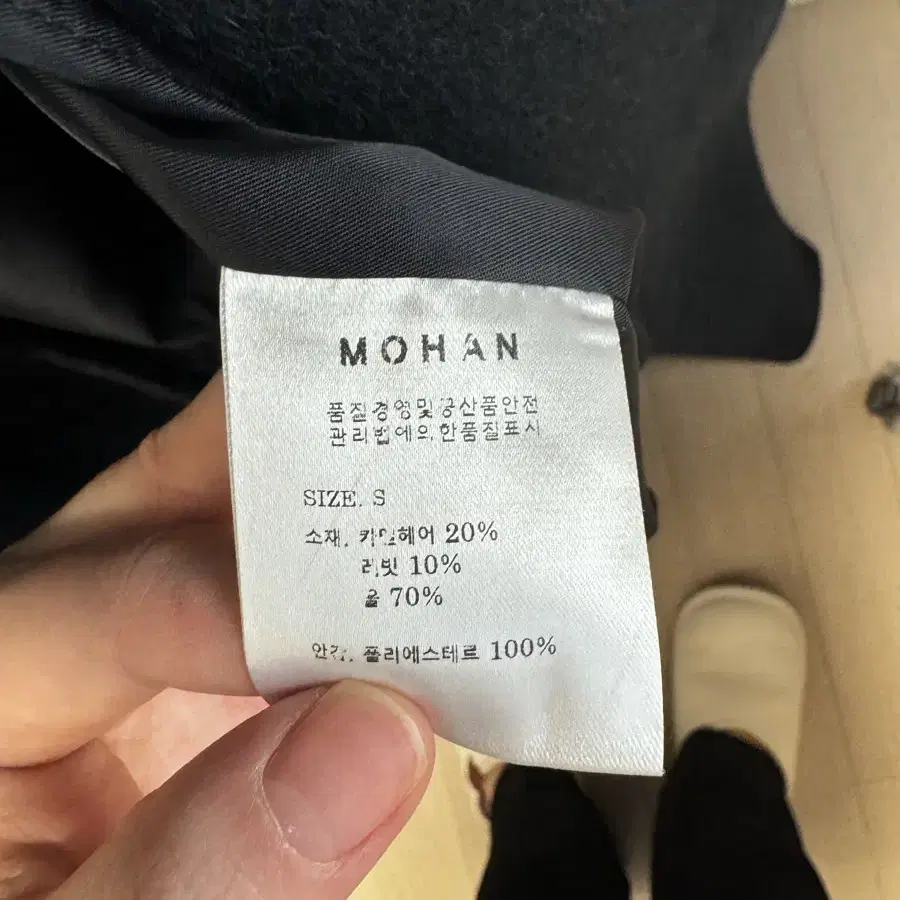 MOHAN
품질경영및공산품안전
관리법에의한품질표시
SIZE. S
소재. 카멜헤어 20%
래빗 10%
울 70%
안감. 폴리에스테르 100%